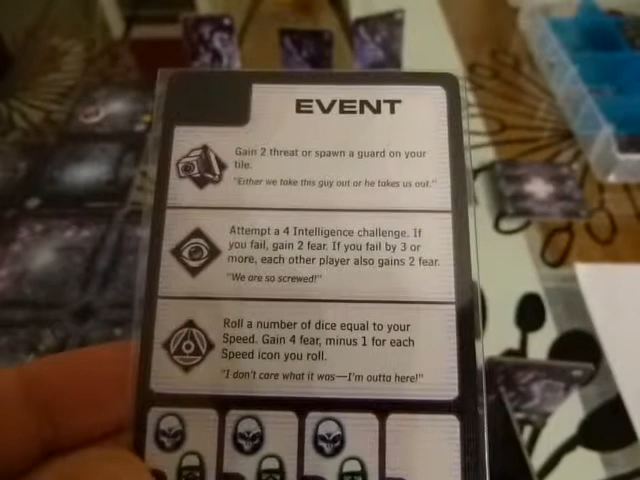 EVENT
Gain 2 threat or spawn a guard on your
tile.
"Either we take this guy out or he takes us out."
Attempt a 4 Intelligence challenge. If
you fail, gain 2 fear. If you fail by 3 or
more, each other player also gains 2 fear.
"We are so screwed!"
Roll a number of dice equal to your
Speed. Gain 4 fear, minus 1 for each
Speed icon you roll.
"I don't care what it was—I'm outta here!"